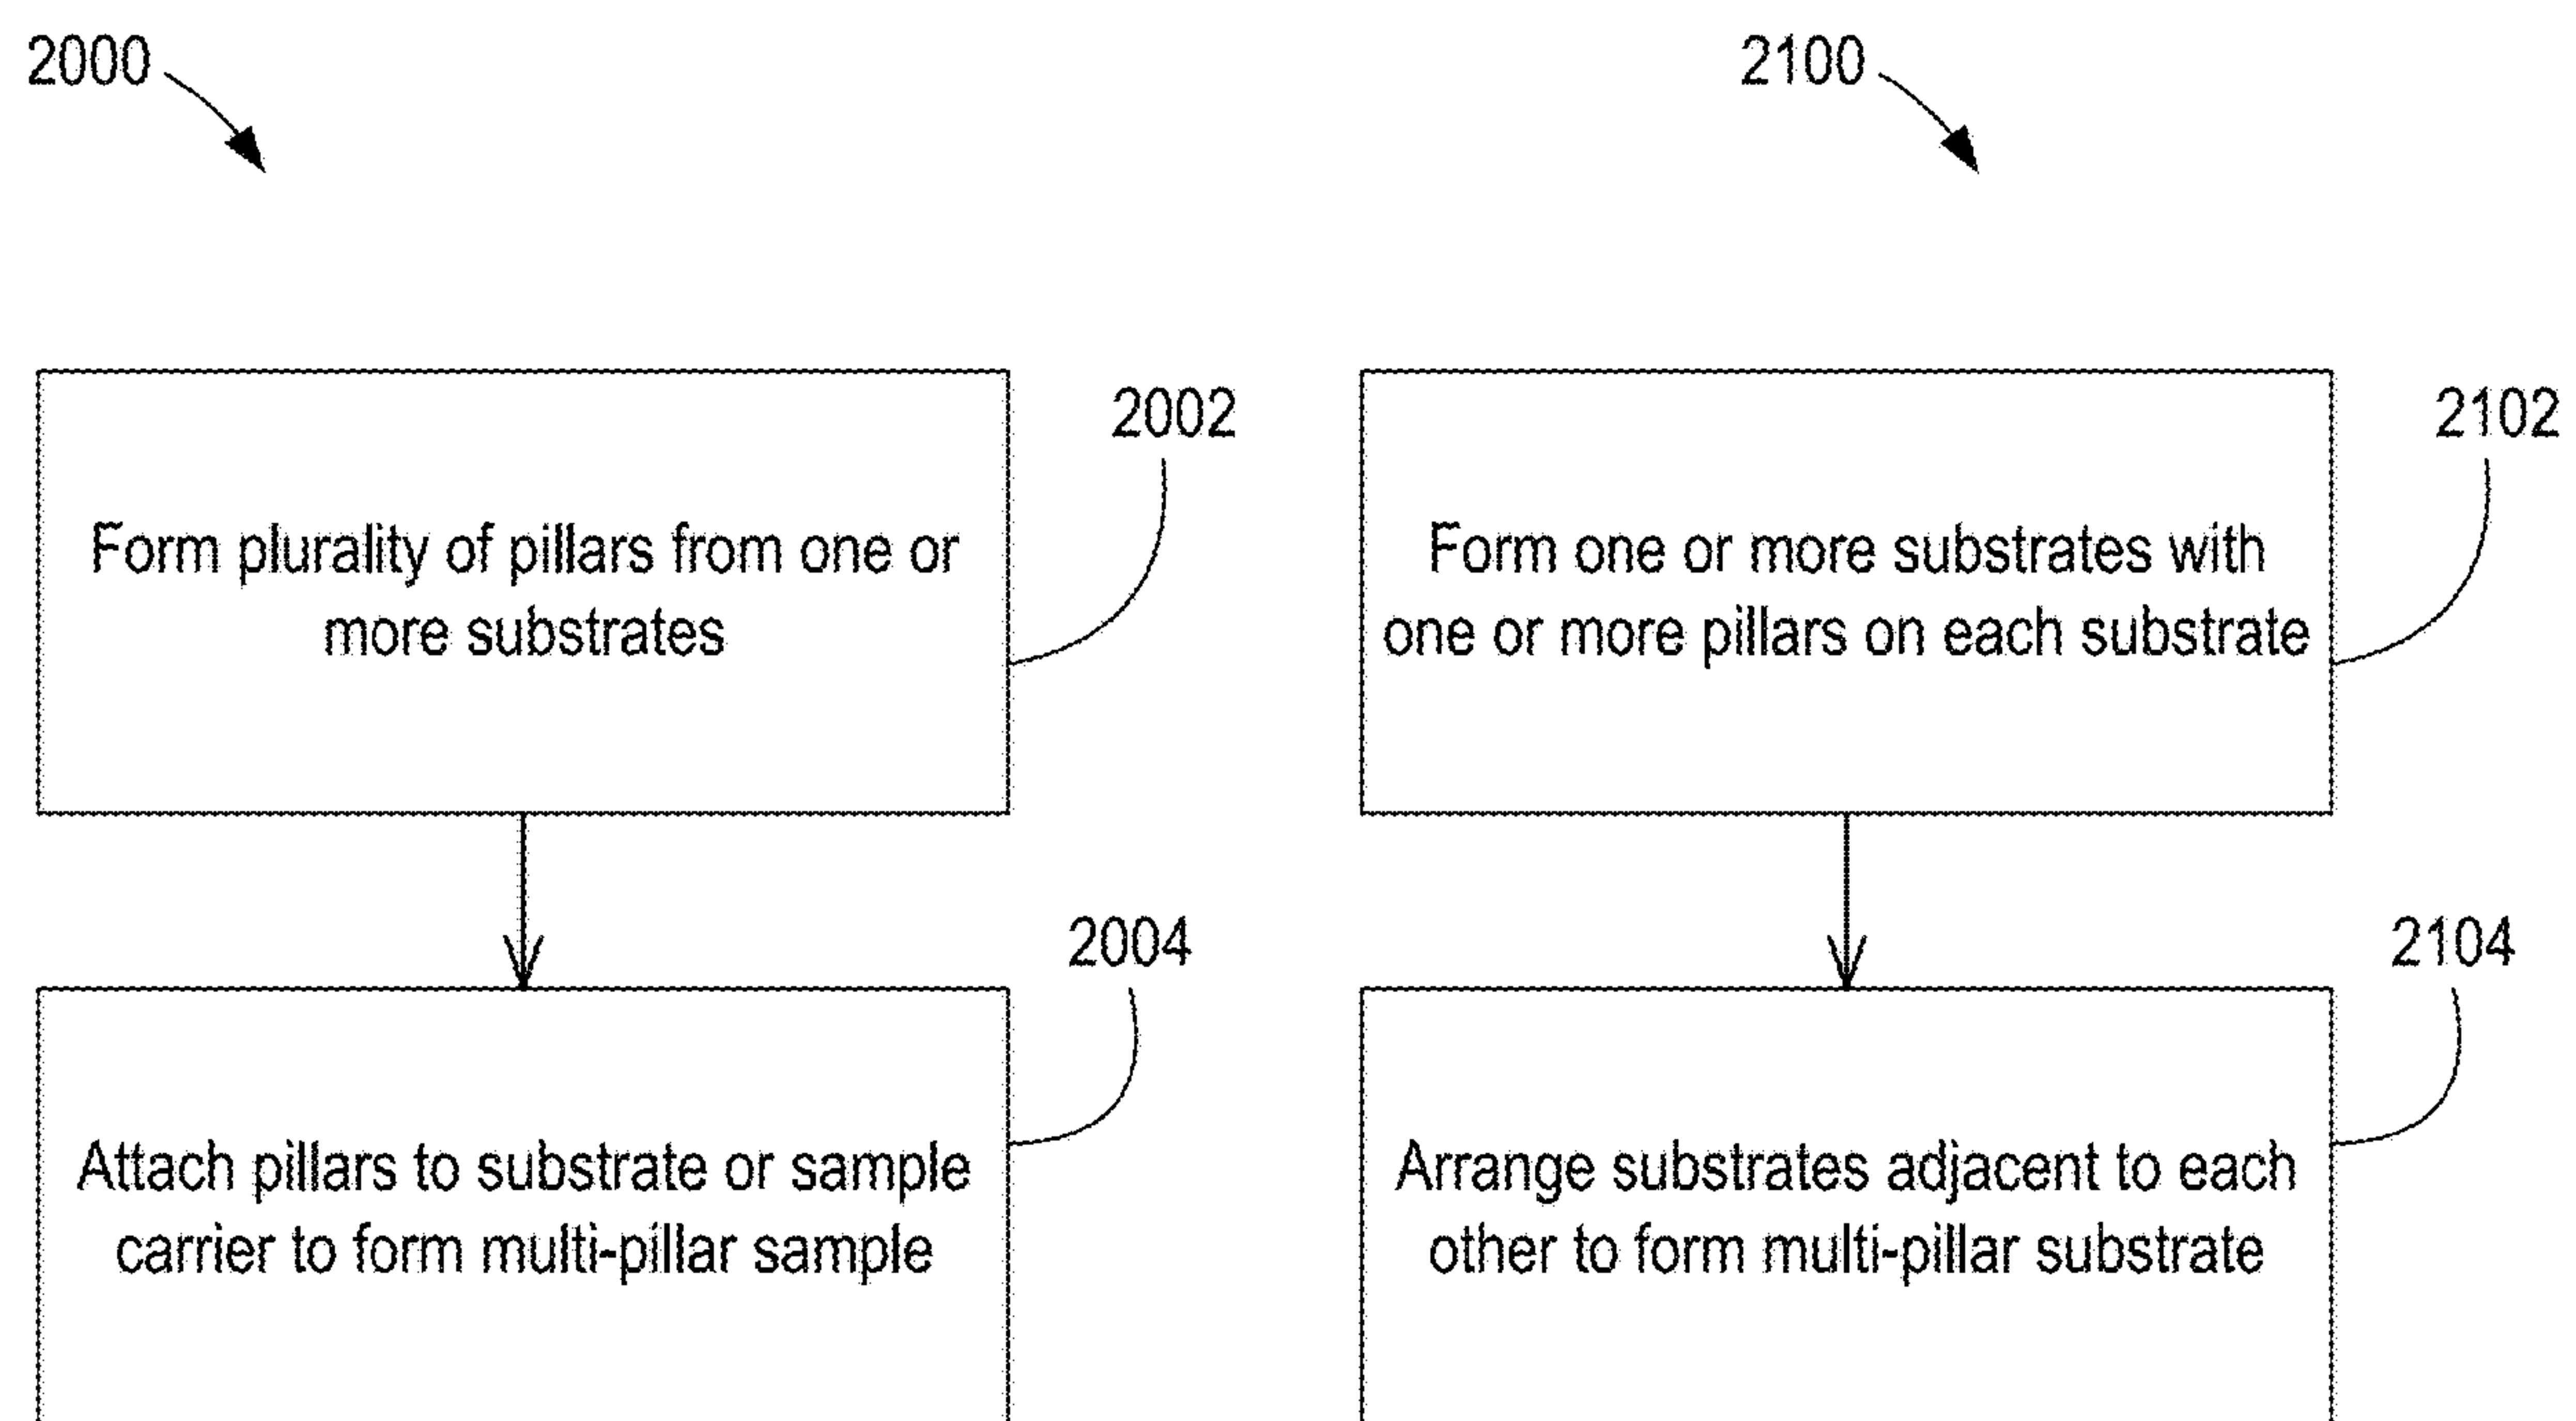 2000
2002
Form plurality of pillars from one or
more substrates
2004
Attach pillars to substrate or sample
carrier to form multi-pillar sample
2100
2102
Form one or more substrates with
one or more pillars on each substrate
2104
Arrange substrates adjacent to each
other to form multi-pillar substrate